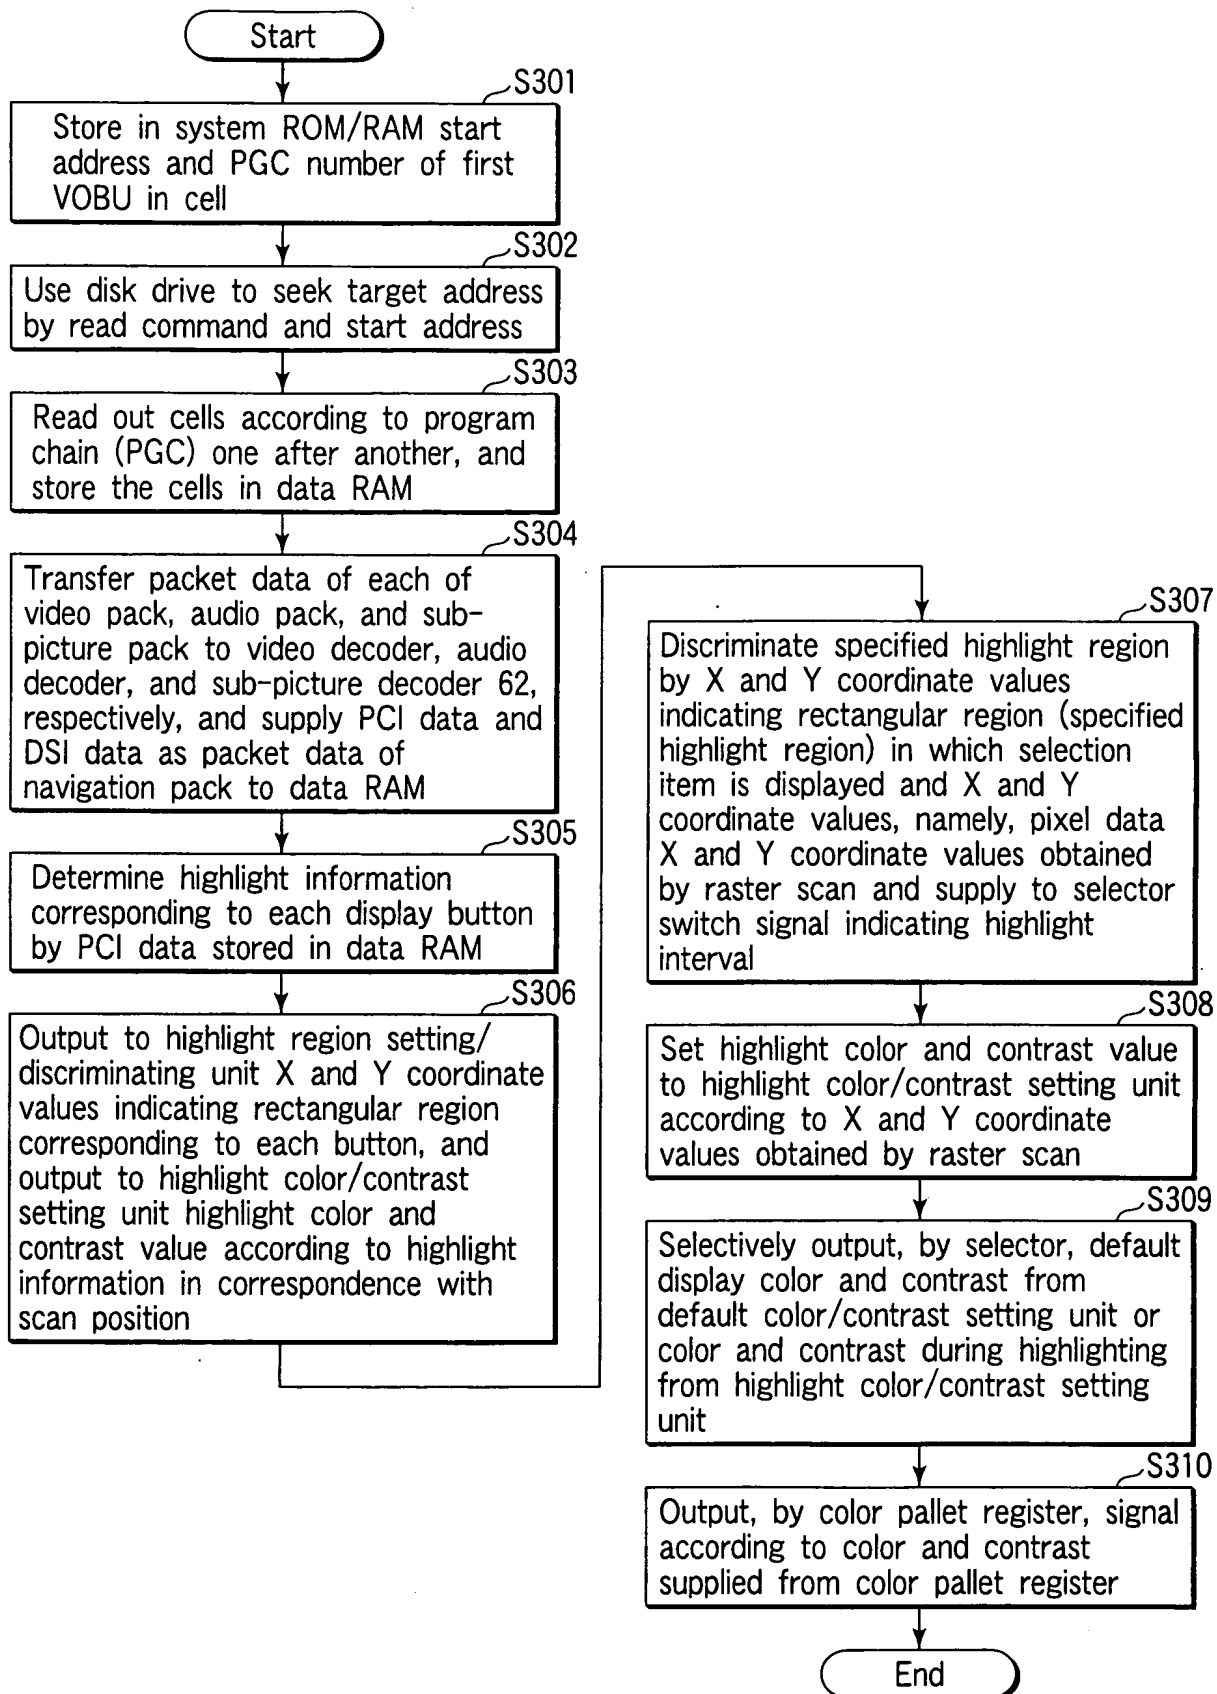 Start
S301
Store in system ROM/RAM start
address and PGC number of first
VOBU in cell
S302
Use disk drive to seek target address
by read command and start address
S303
Read out cells according to program
chain (PGC) one after another, and
store the cells in data RAM
S304
Transfer packet data of each of
video pack, audio pack, and sub-
picture pack to video decoder, audio
decoder, and sub-picture decoder 62,
respectively, and supply PCI data and
DSI data as packet data of
navigation pack to data RAM
S305
Determine highlight information
corresponding to each display button
by PCI data stored in data RAM
S306
Output to highlight region setting/
discriminating unit X and Y coordinate
values indicating rectangular region
corresponding to each button, and
output to highlight color/contrast
setting unit highlight color and
contrast value according to highlight
information in correspondence with
scan position
S307
Discriminate specified highlight region
by X and Y coordinate values
indicating rectangular region (specified
highlight region) in which selection
item is displayed and X and Y
coordinate values, namely, pixel data
X and Y coordinate values obtained
by raster scan and supply to selector
switch signal indicating highlight
interval
S308
Set highlight color and contrast value
to highlight color/contrast setting unit
according to X and Y coordinate
values obtained by raster scan
S309
Selectively output, by selector, default
display color and contrast from
default color/contrast setting unit or
color and contrast during highlighting
from highlight color/contrast setting
unit
S310
Output, by color pallet register, signal
according to color and contrast
supplied from color pallet register
End